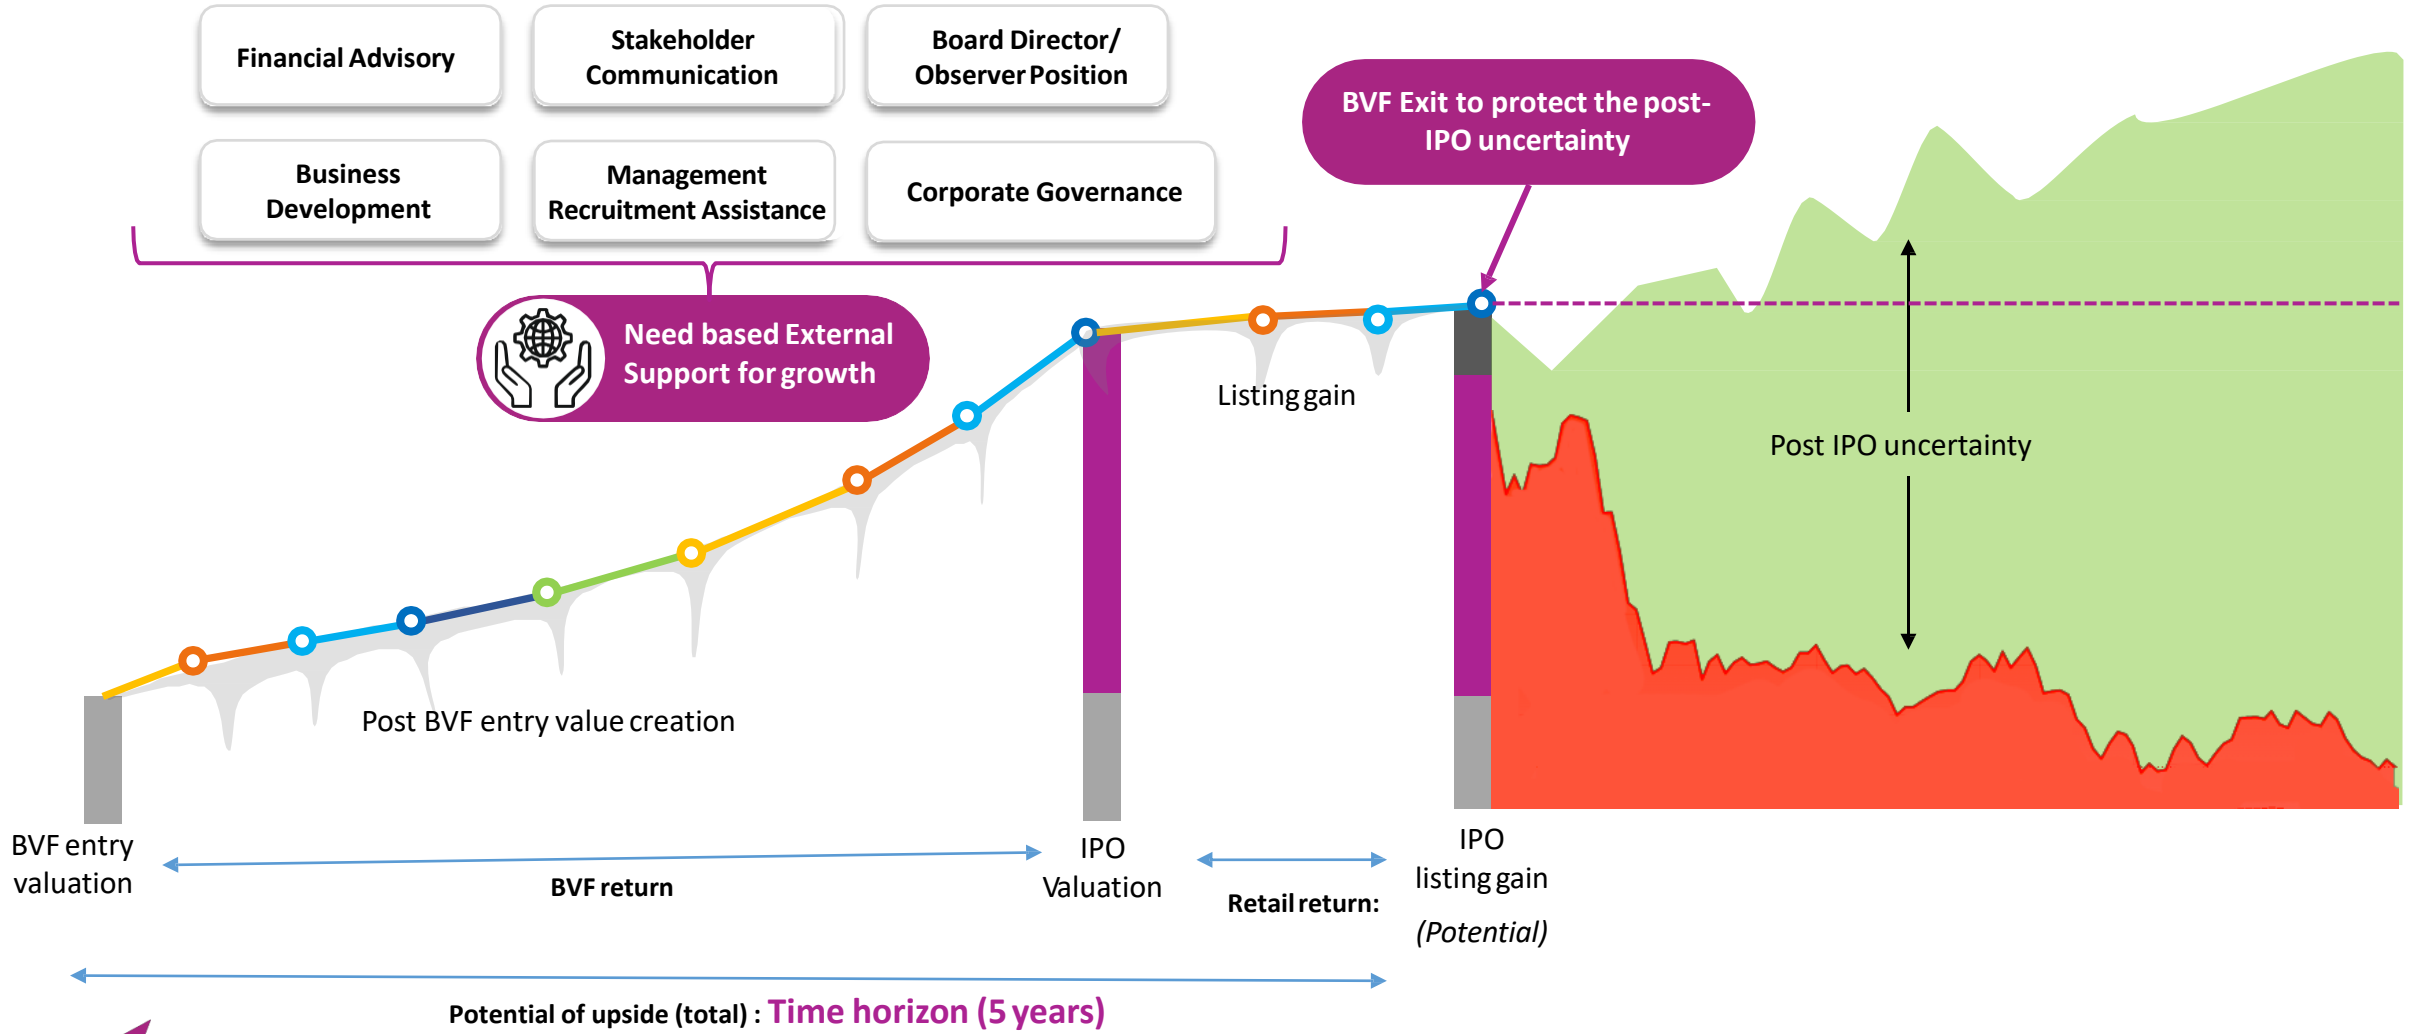 Financial Advisory
Stakeholder
Communication
Board Director/
Observer Position
Business
Development
Management
Recruitment Assistance
Corporate Governance
BVF Exit to protect the post-
IPO uncertainty
Need based External
Support for growth
Listing gain
Post IPO uncertainty
Post BVF entry value creation
BVF entry
valuation
BVF return
IPO
Valuation
Retail return:
IPO
listing gain
(Potential)
Potential of upside (total) : Time horizon (5 years)